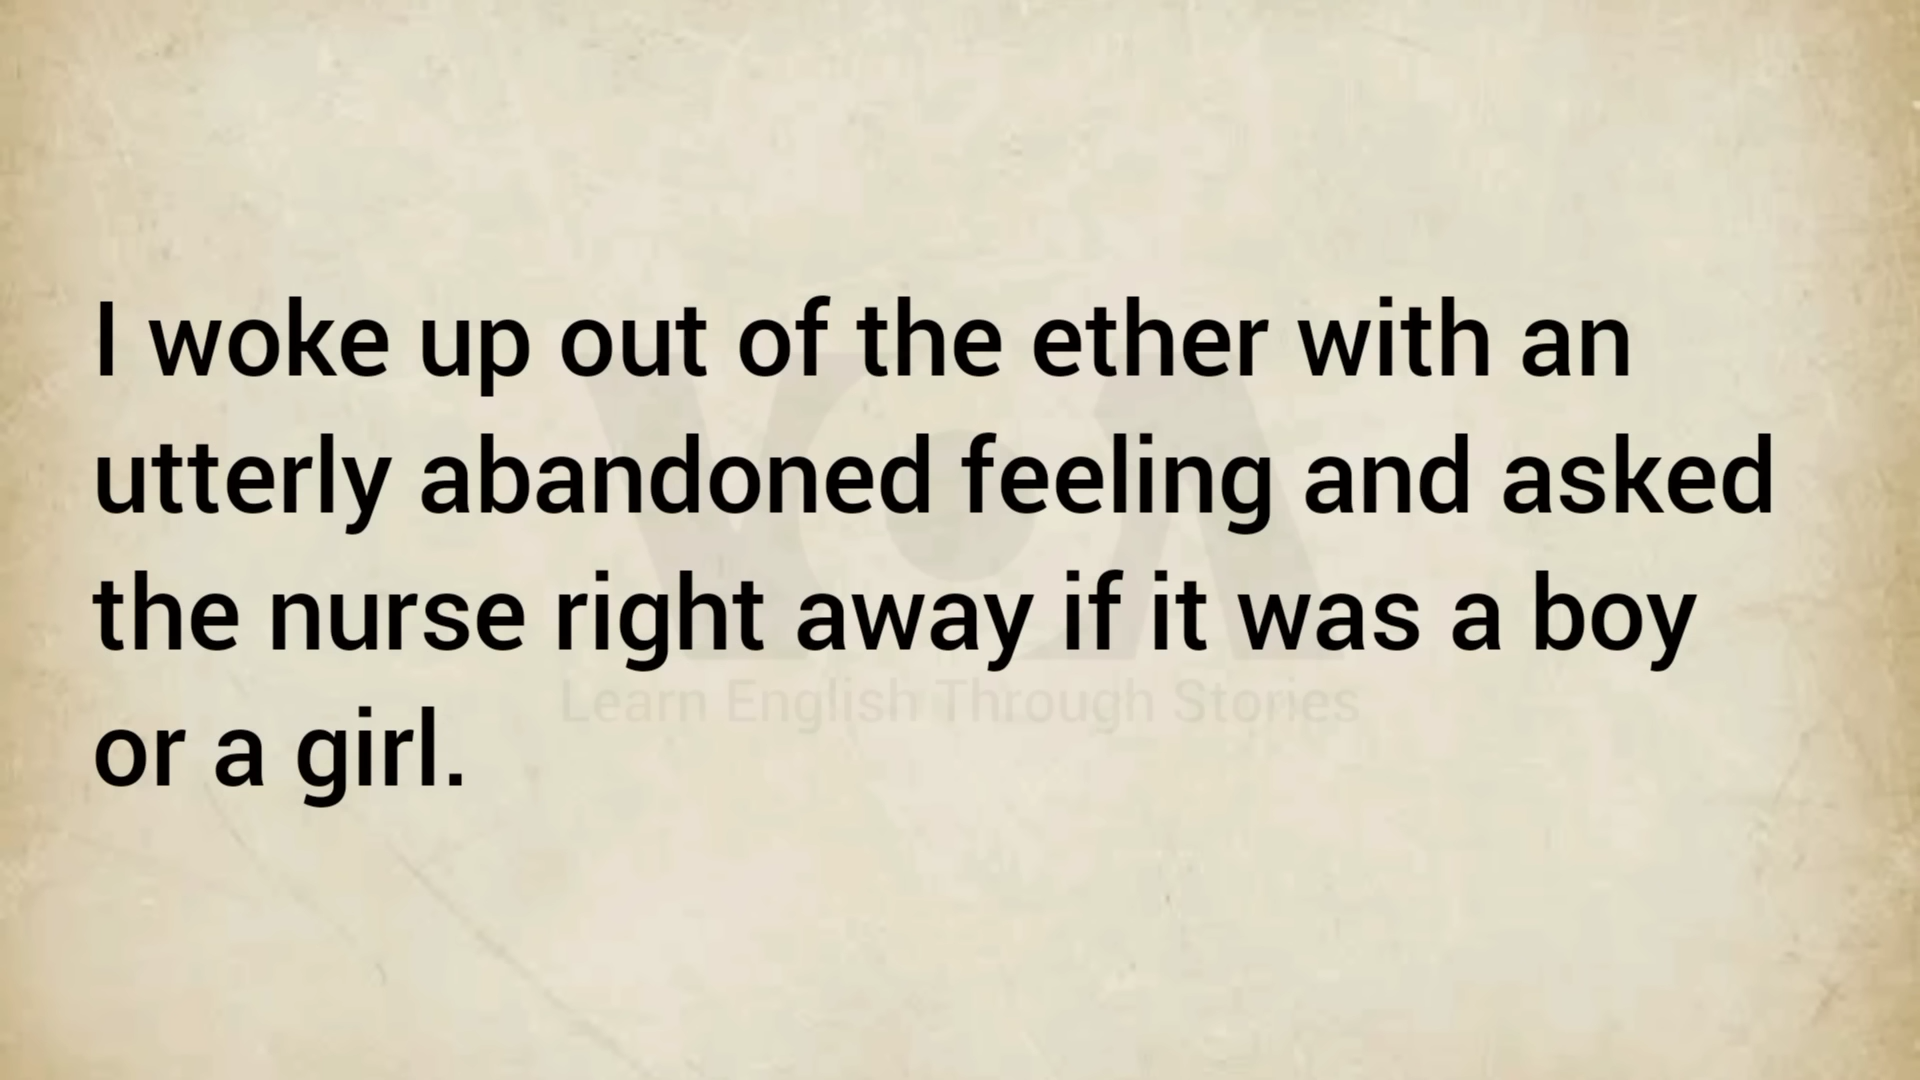 I woke up out of the ether with an
utterly abandoned feeling and asked
the nurse right away if it was a boy
or a girl.
VOA
Learn English Through Stories